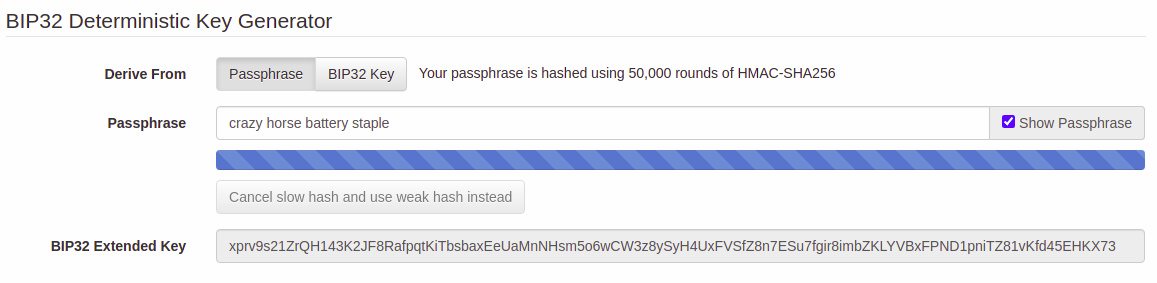 BIP32 Deterministic Key Generator
Derive From Passphrase BIP32 Key Your passphrase is hashed using 50,000 rounds of HMAC-SHA256
Passphrase crazy horse battery staple Show Passphrase
Cancel slow hash and use weak hash instead
BIP32 Extended Key xprv9s21ZrQH143K2JF8RafpqtKiTbsbaxEeUaMnNHsm5o6wCW3z8ySyH4UxFVSfZ8n7ESu7fgir8imbZKLYVBxFPND1pniTZ81vKfd45EHKX73